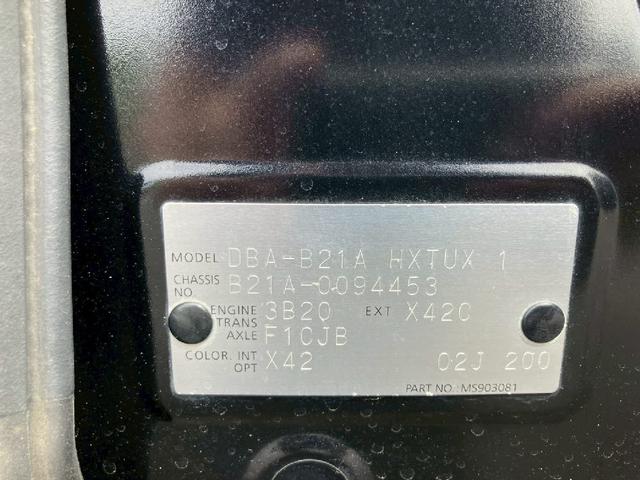 MODEL DBA-B21A HXTUX 1
CHASSIS NO. B21A-0094453
ENGINE 3B20 EXT X42C
TRANS AXLE F1CJB
COLOR. INT OPT X42 02J 200
PART NO.: MS903081